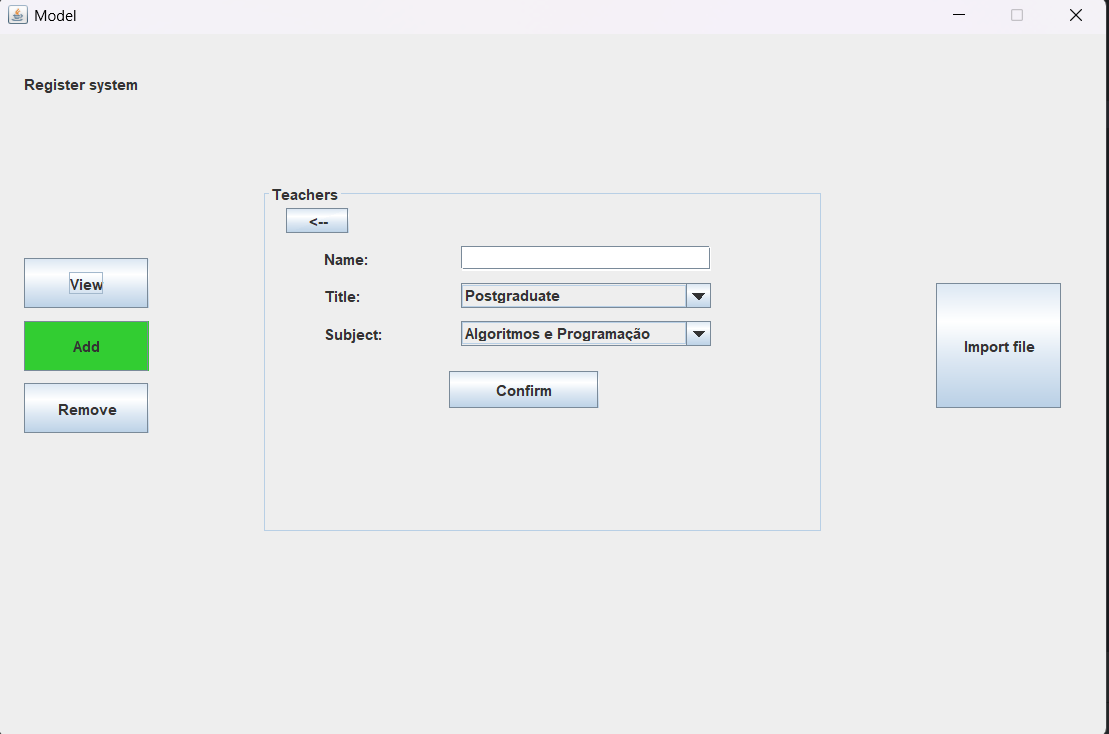 Model
Register system
Teachers
<--
Name:
Title:
Postgraduate
Subject:
Algoritmos e Programação
Confirm
View
Add
Remove
Import file